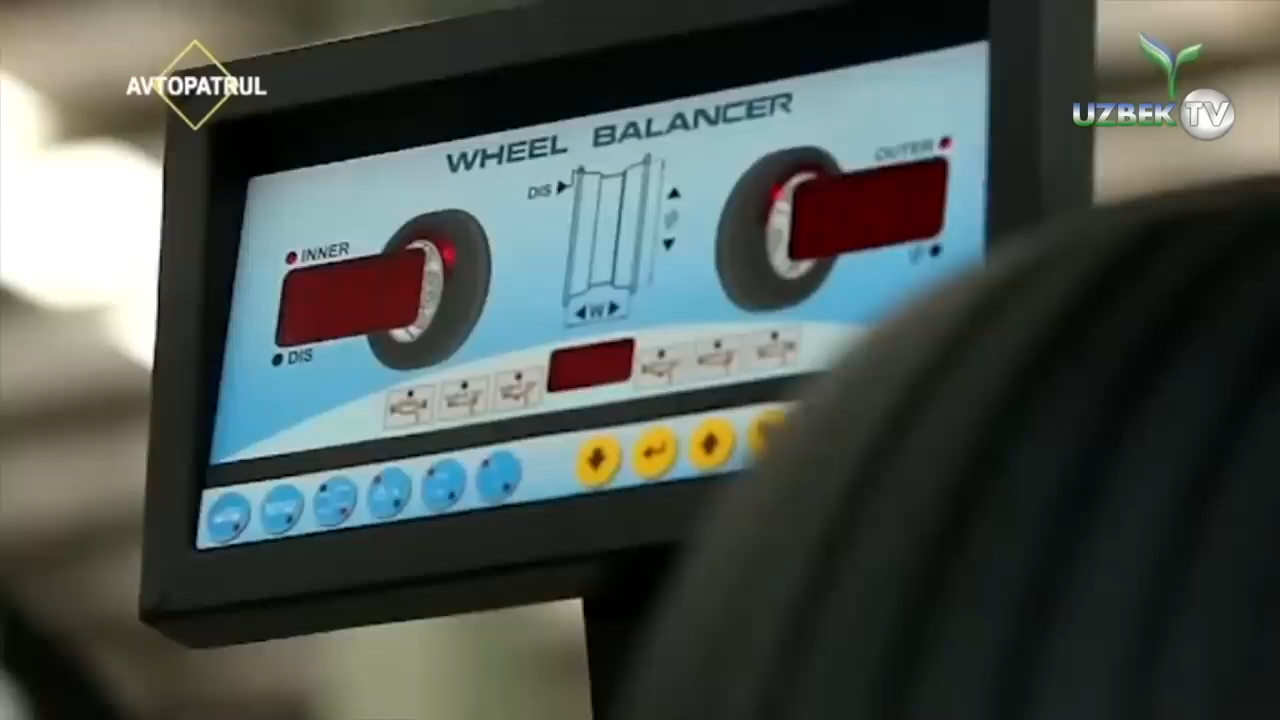 AVTOPATRUL
UZBEK TV
WHEEL BALANCER
DIS
OUTER
INNER
W
DIS